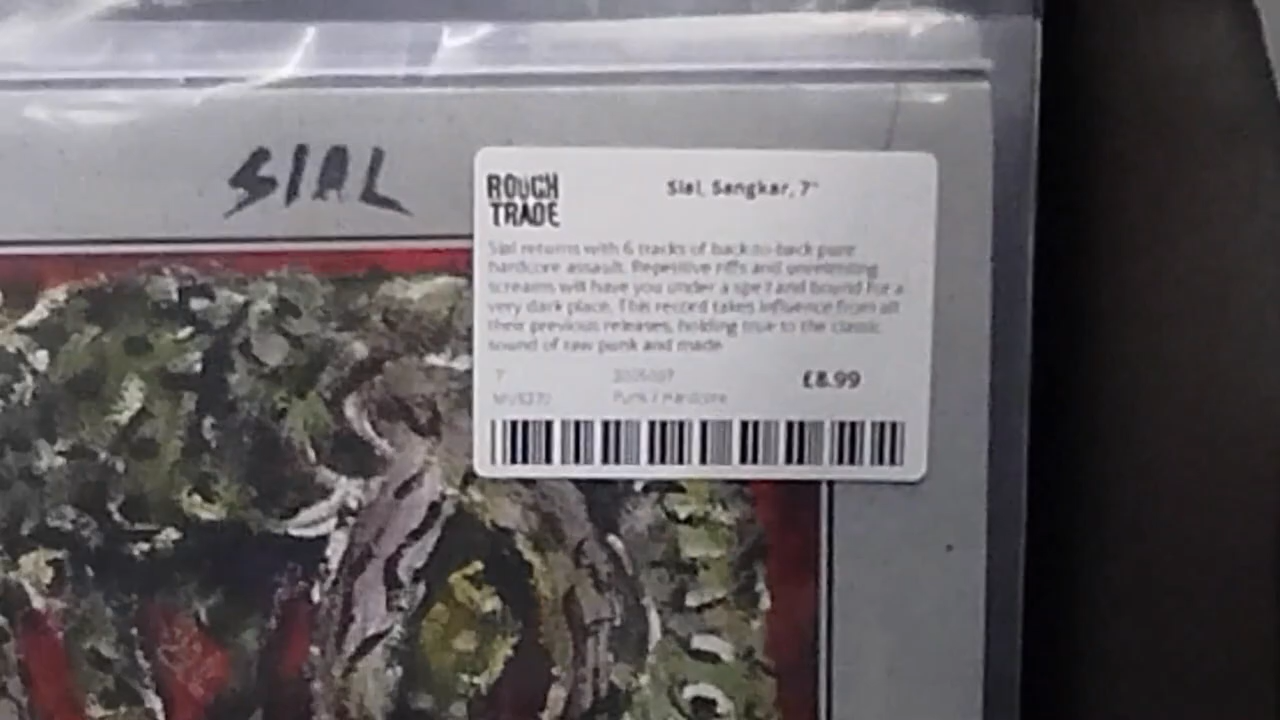 SIAL
ROUGH
TRADE
Sial, Sangkar, 7"
Sial returns with 6 tracks of back-to-back pure
hardcore assault. Repetitive riffs and unrelenting
screams will have you under a spell and bound for a
very dark place. This record takes influence from all
their previous releases, holding true to the classic
sound of raw punk and made
7
£8.99
Punk / Hardcore